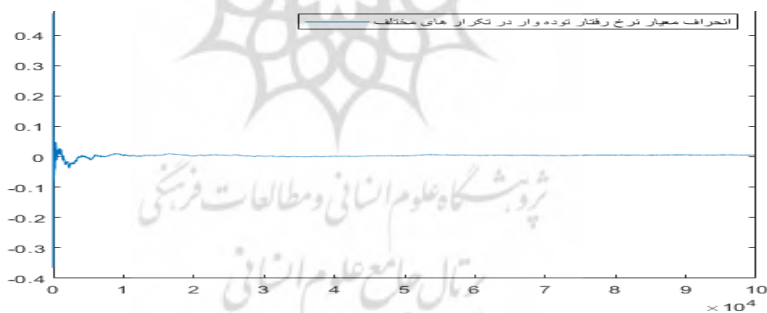 انحراف معیار نرخ رفتار توده وار در تکرار های مختلف
0.4
0.3
0.2
0.1
0
-0.1
-0.2
-0.3
-0.4
0 1 2 3 4 5 6 7 8 9 10
× 10⁴
پژوهشگاه علوم انسانی و مطالعات فرهنگی
پرتال جامع علوم انسانی